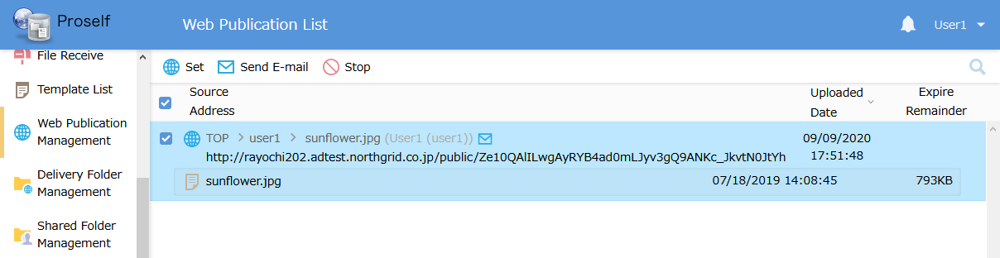 Proself
Web Publication List
User1
File Receive
Template List
Web Publication
Management
Delivery Folder
Management
Shared Folder
Management
Set
Send E-mail
Stop
Source
Address
Uploaded
Date
Expire
Remainder
TOP > user1 > sunflower.jpg (User1 (user1))
09/09/2020
17:51:48
http://rayochi202.adtest.northgrid.co.jp/public/Ze10QAlILwgAyRYB4ad0mLJyv3gQ9ANKc_JkvtN0JtYh
sunflower.jpg 07/18/2019 14:08:45 793KB